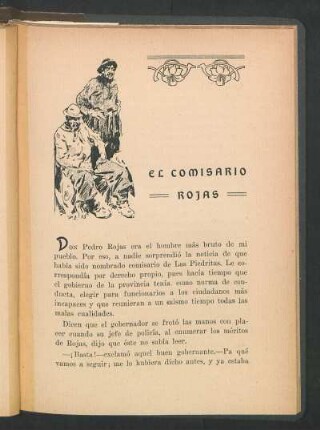 EL COMISARIO
ROJAS
Don Pedro Rojas era el hombre más bruto de mi
pueblo. Por eso, a nadie sorprendió la noticia de que
había sido nombrado comisario de Las Piedritas. Le co-
rrespondía por derecho propio, pues hacía tiempo que
el gobierno de la provincia tenía, como norma de con-
ducta, elegir para funcionarios a los ciudadanos más
incapaces y que reunieran a un mismo tiempo todas las
malas cualidades.
Dicen que el gobernador se frotó las manos con pla-
cer cuando su jefe de policía, al enumerar los méritos
de Rojas, dijo que éste no sabía leer.
—¡Basta!—exclamó aquel buen gobernante.—Pa qué
vamos a seguir; me lo hubiera dicho antes, y ya estaba